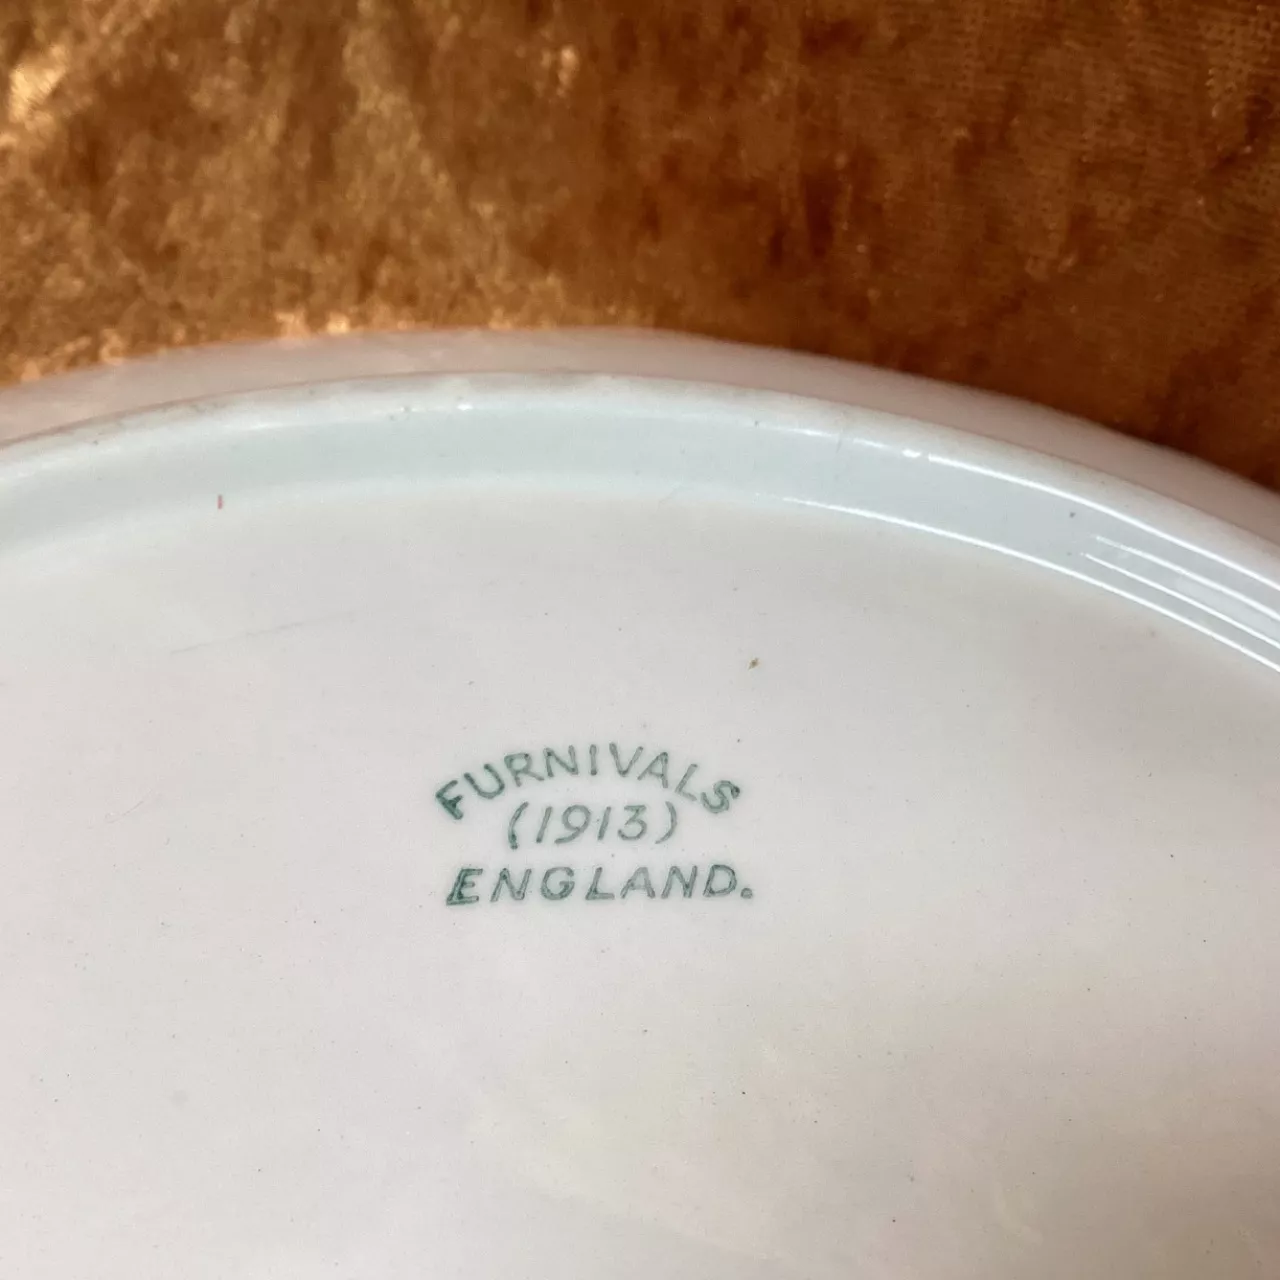 FURNIVALS
(1913)
ENGLAND.